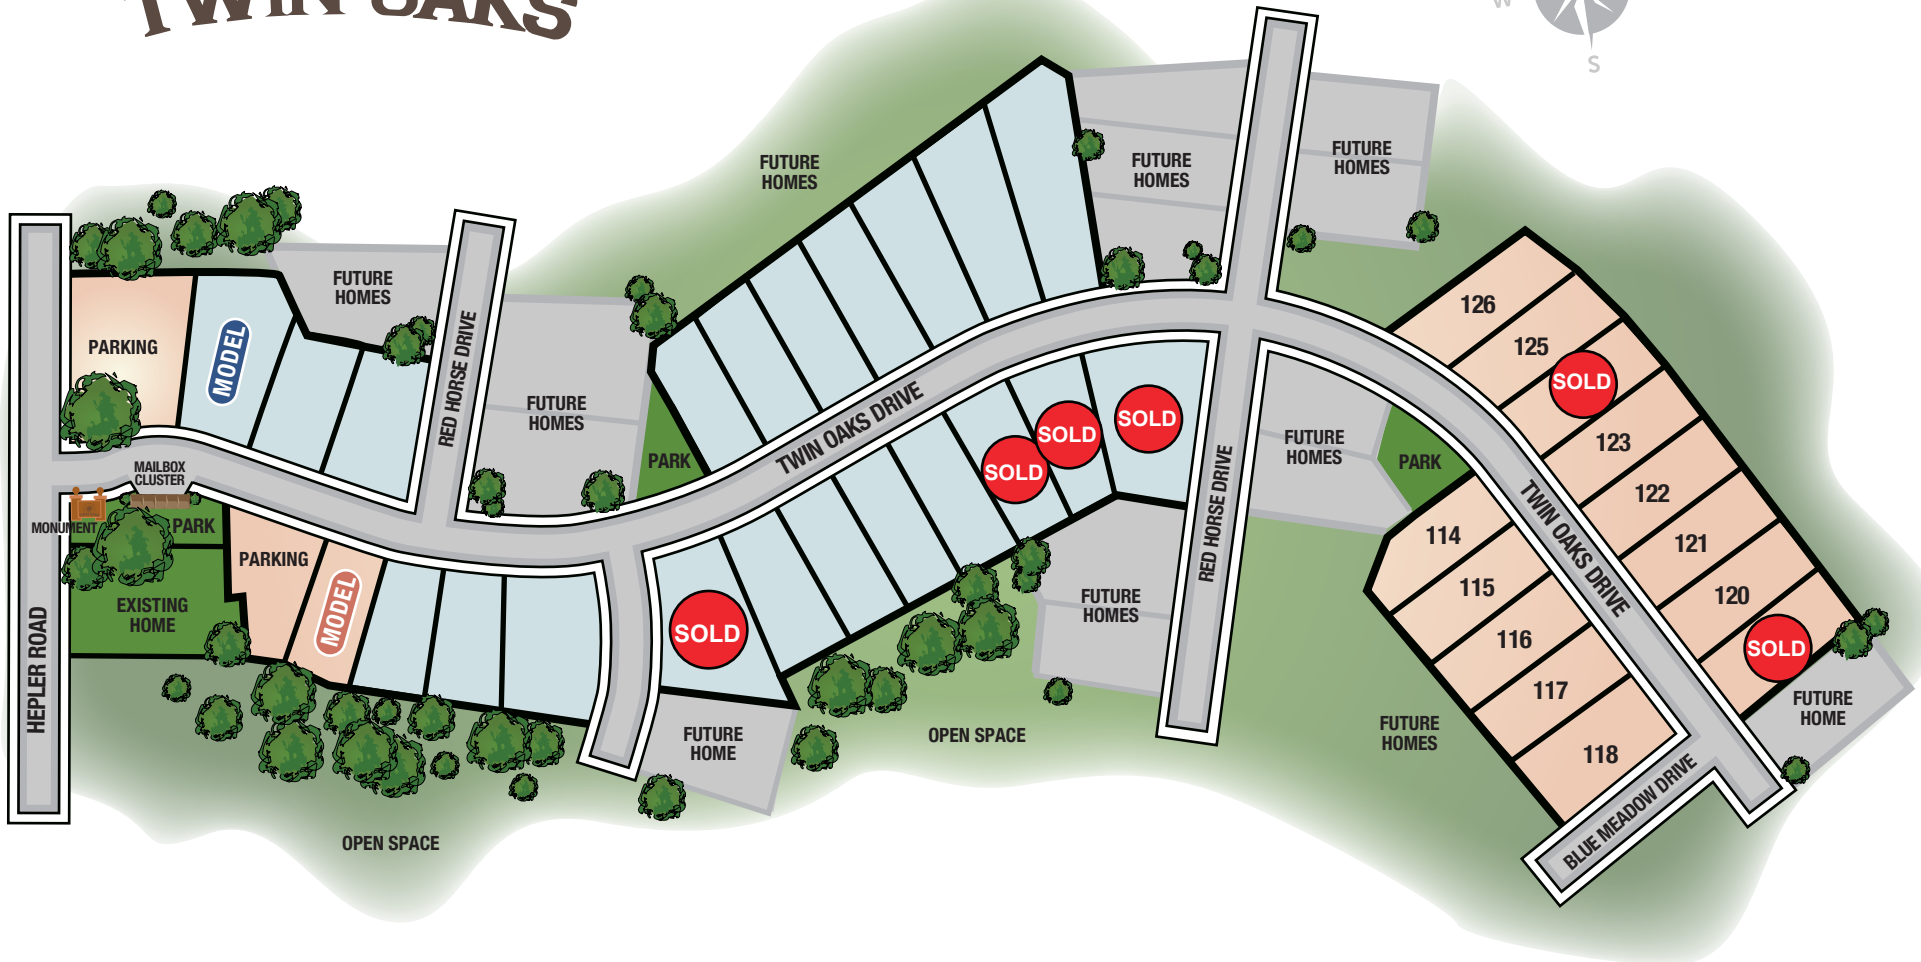 TWIN OAKS
W
S
FUTURE
HOMES
FUTURE
HOMES
FUTURE
HOMES
FUTURE
HOMES
PARKING
MODEL
RED HORSE DRIVE
FUTURE
HOMES
PARK
TWIN OAKS DRIVE
SOLD
SOLD
SOLD
126
125
SOLD
123
122
121
120
SOLD
FUTURE
HOMES
PARK
MAILBOX
CLUSTER
MONUMENT
PARK
PARKING
MODEL
EXISTING
HOME
HEPLER ROAD
SOLD
FUTURE
HOME
FUTURE
HOMES
RED HORSE DRIVE
OPEN SPACE
OPEN SPACE
114
115
116
117
118
TWIN OAKS DRIVE
FUTURE
HOMES
FUTURE
HOME
BLUE MEADOW DRIVE